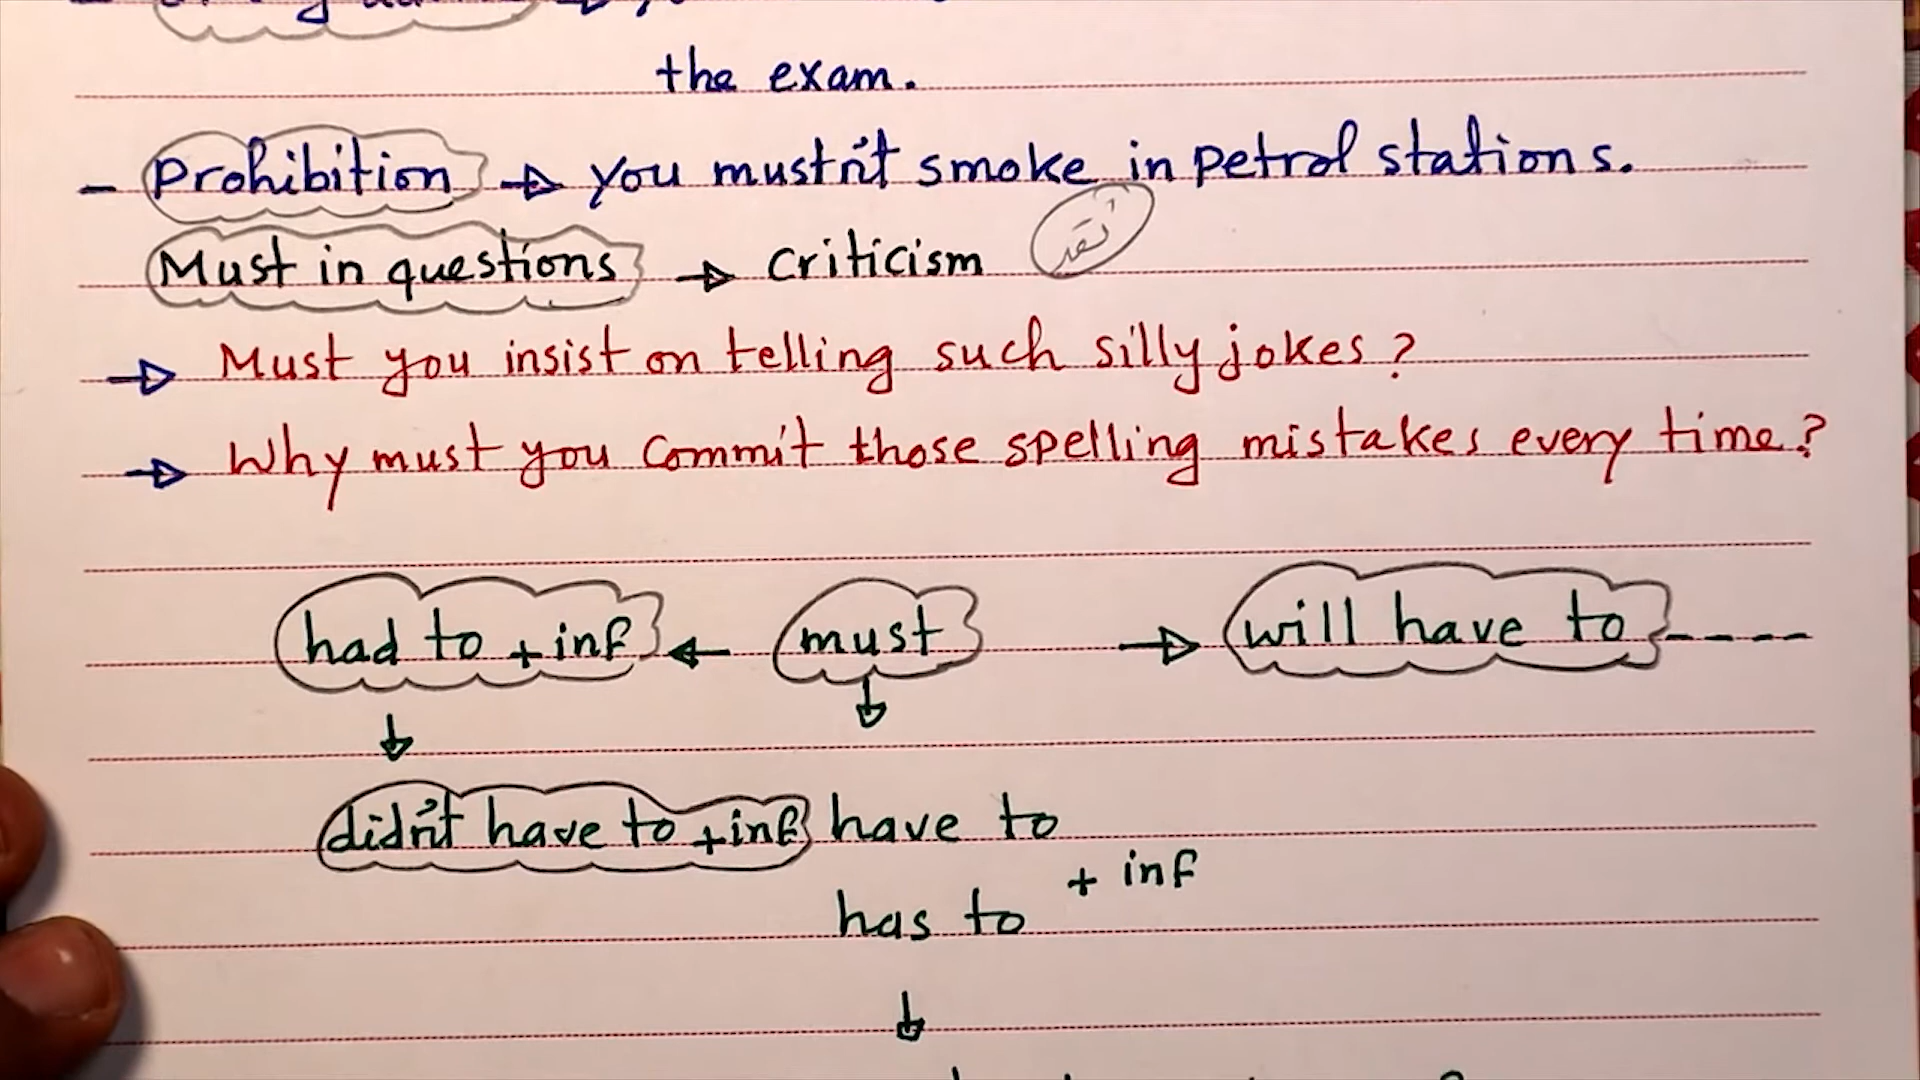 the exam.
- Prohibition → you mustn't smoke in petrol stations.
Must in questions → criticism نقد
→ Must you insist on telling such silly jokes?
→ Why must you commit those spelling mistakes every time?
had to + inf ← must → will have to ----
↓ ↓
didn't have to + inf have to
+ inf
has to
↓